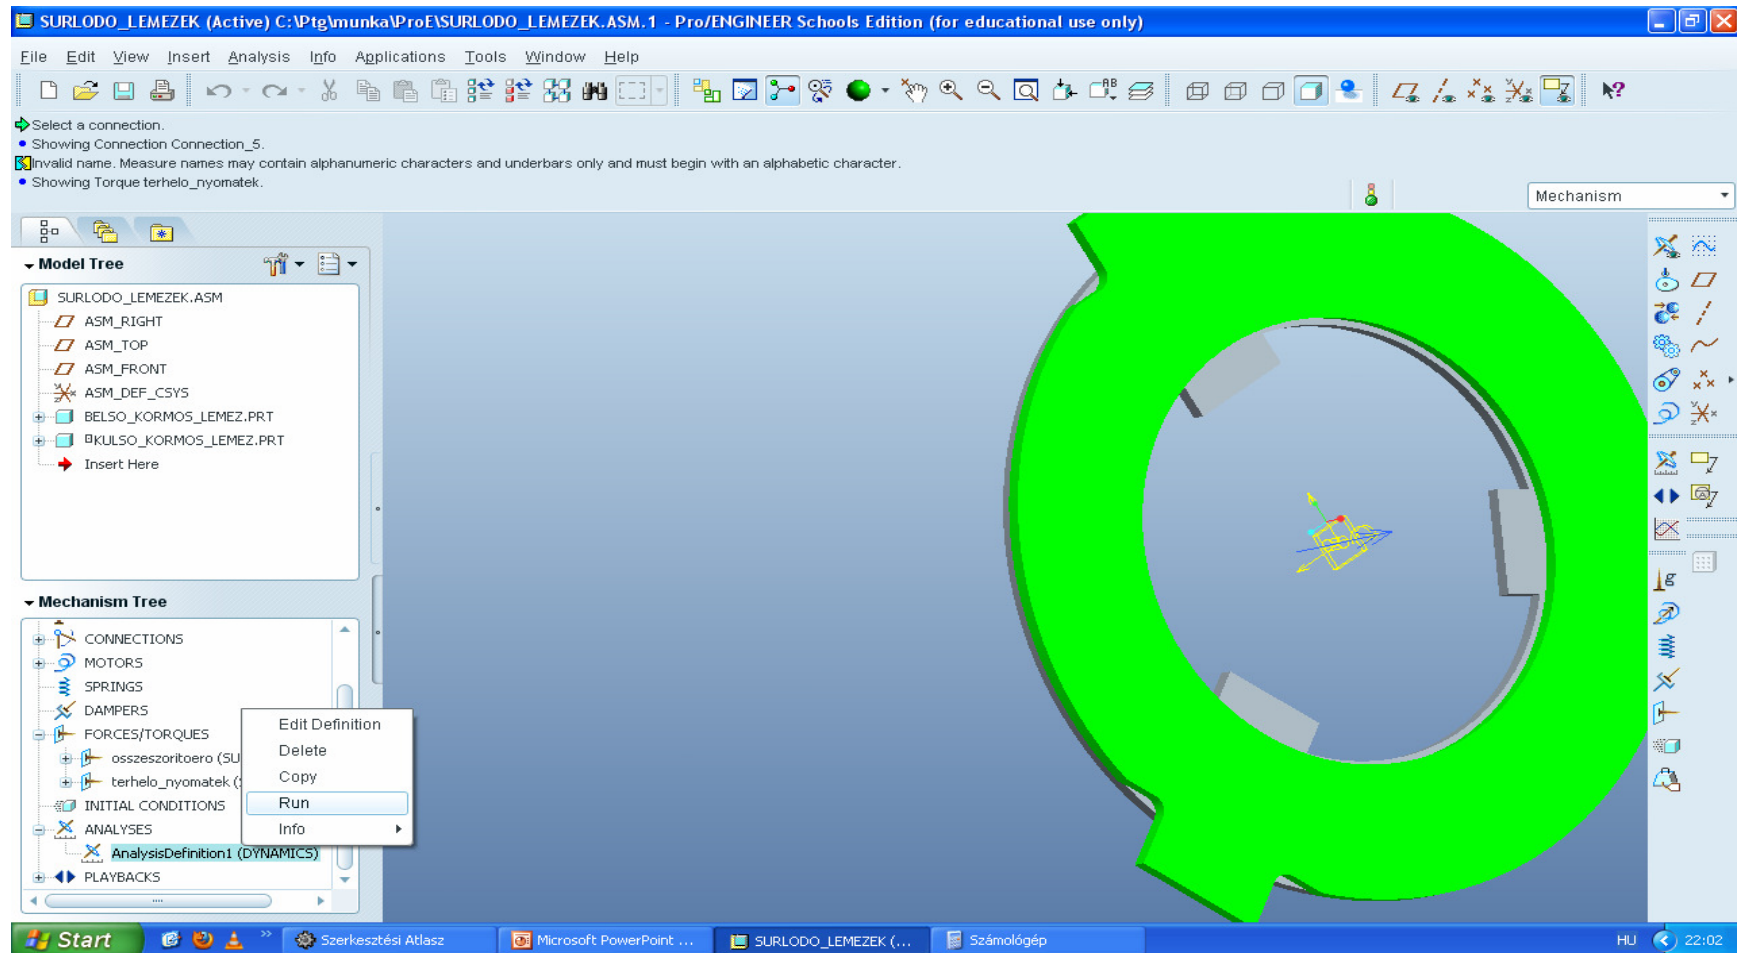 SURLODO_LEMEZEK (Active) C:\Ptg\munka\ProE\SURLODO_LEMEZEK.ASM.1 - Pro/ENGINEER Schools Edition (for educational use only)
File Edit View Insert Analysis Info Applications Tools Window Help
Select a connection.
Showing Connection Connection_5.
Invalid name. Measure names may contain alphanumeric characters and underbars only and must begin with an alphabetic character.
Showing Torque terhelo_nyomatek.
Mechanism
Model Tree
SURLODO_LEMEZEK.ASM
ASM_RIGHT
ASM_TOP
ASM_FRONT
ASM_DEF_CSYS
BELSO_KORMOS_LEMEZ.PRT
KULSO_KORMOS_LEMEZ.PRT
Insert Here
Mechanism Tree
CONNECTIONS
MOTORS
SPRINGS
DAMPERS
FORCES/TORQUES
osszeszoritoero (SU
terhelo_nyomatek (
INITIAL CONDITIONS
ANALYSES
AnalysisDefinition1 (DYNAMICS)
PLAYBACKS
Edit Definition
Delete
Copy
Run
Info
Start
Szerkesztési Atlasz
Microsoft PowerPoint ...
SURLODO_LEMEZEK (...
Számológép
HU
22:02